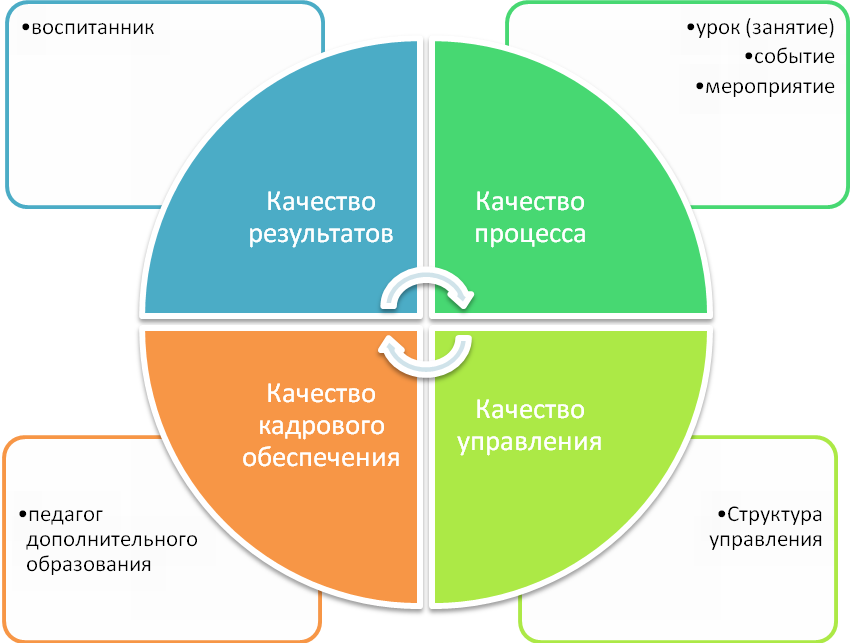 •воспитанник
•урок (занятие)
•событие
•мероприятие
Качество
результатов
Качество
процесса
Качество
кадрового
обеспечения
Качество
управления
•педагог
дополнительного
образования
•Структура
управления